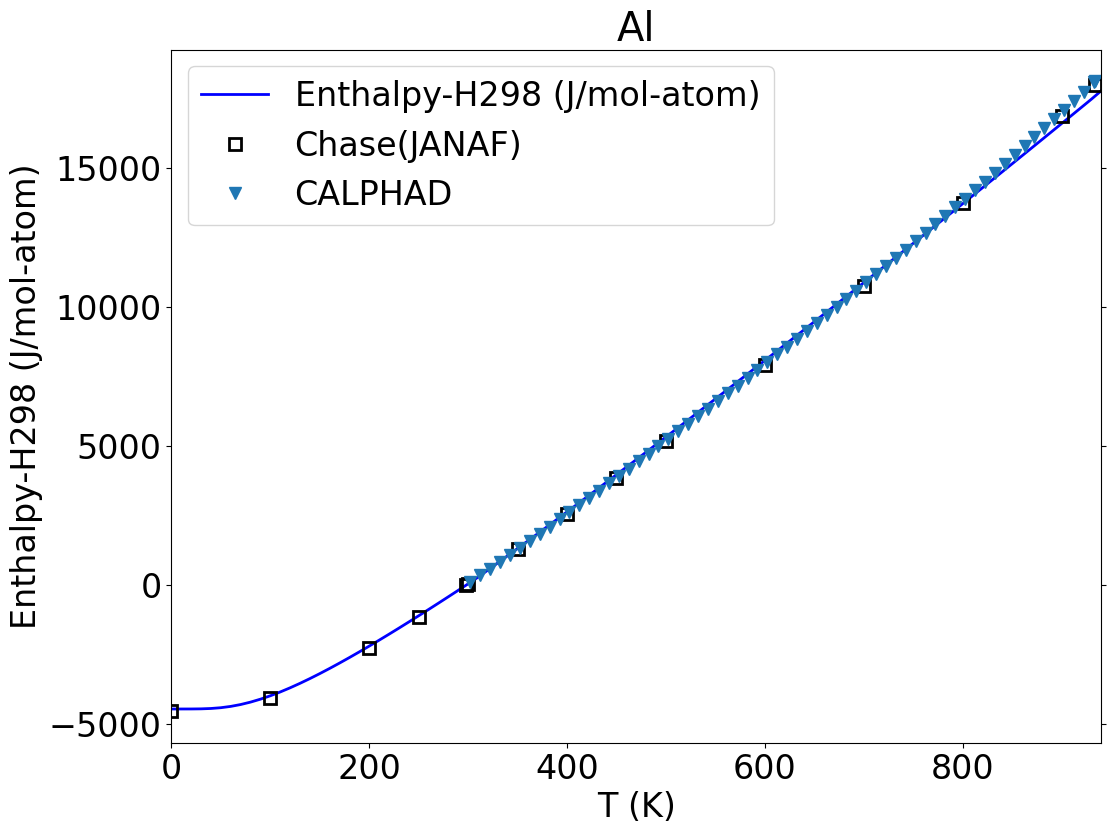 Al
Enthalpy-H298 (J/mol-atom)
Chase(JANAF)
CALPHAD
Enthalpy-H298 (J/mol-atom)
15000
10000
5000
0
−5000
0 200 400 600 800
T (K)